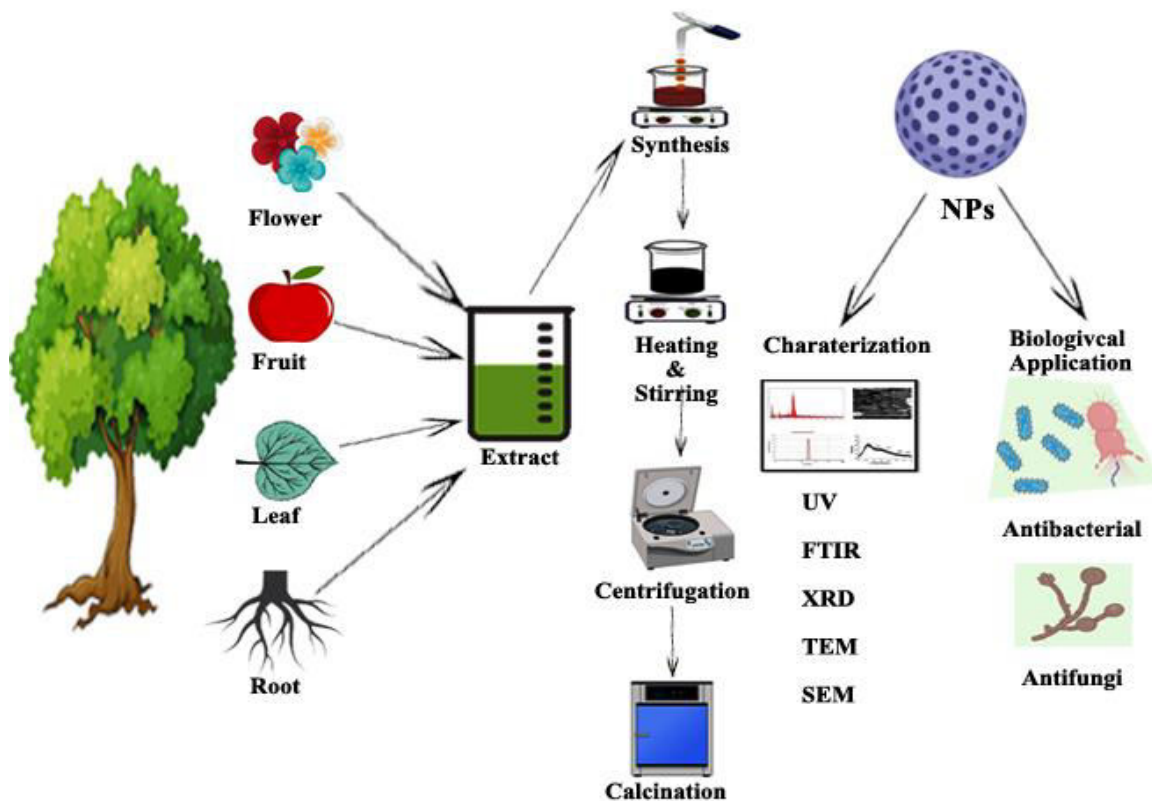 Flower
Fruit
Leaf
Root
Extract
Synthesis
Heating
&
Stirring
Centrifugation
Calcination
NPs
Charaterization
UV
FTIR
XRD
TEM
SEM
Biologivcal
Application
Antibacterial
Antifungi